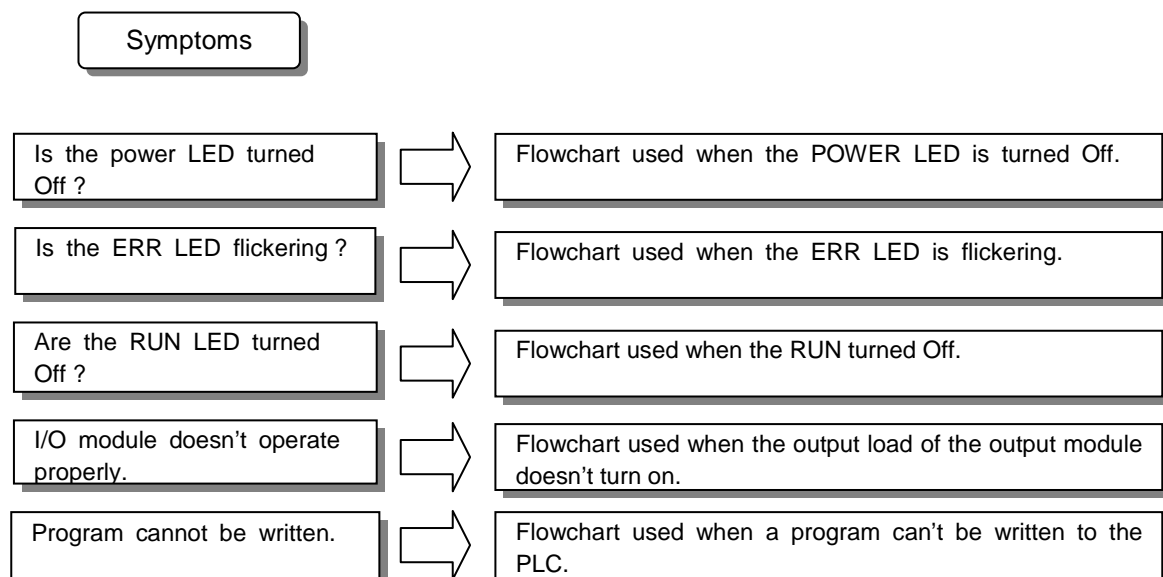 Symptoms
Is the power LED turned
Off ?
Flowchart used when the POWER LED is turned Off.
Is the ERR LED flickering ?
Flowchart used when the ERR LED is flickering.
Are the RUN LED turned
Off ?
Flowchart used when the RUN turned Off.
I/O module doesn’t operate
properly.
Flowchart used when the output load of the output module
doesn’t turn on.
Program cannot be written.
Flowchart used when a program can’t be written to the
PLC.